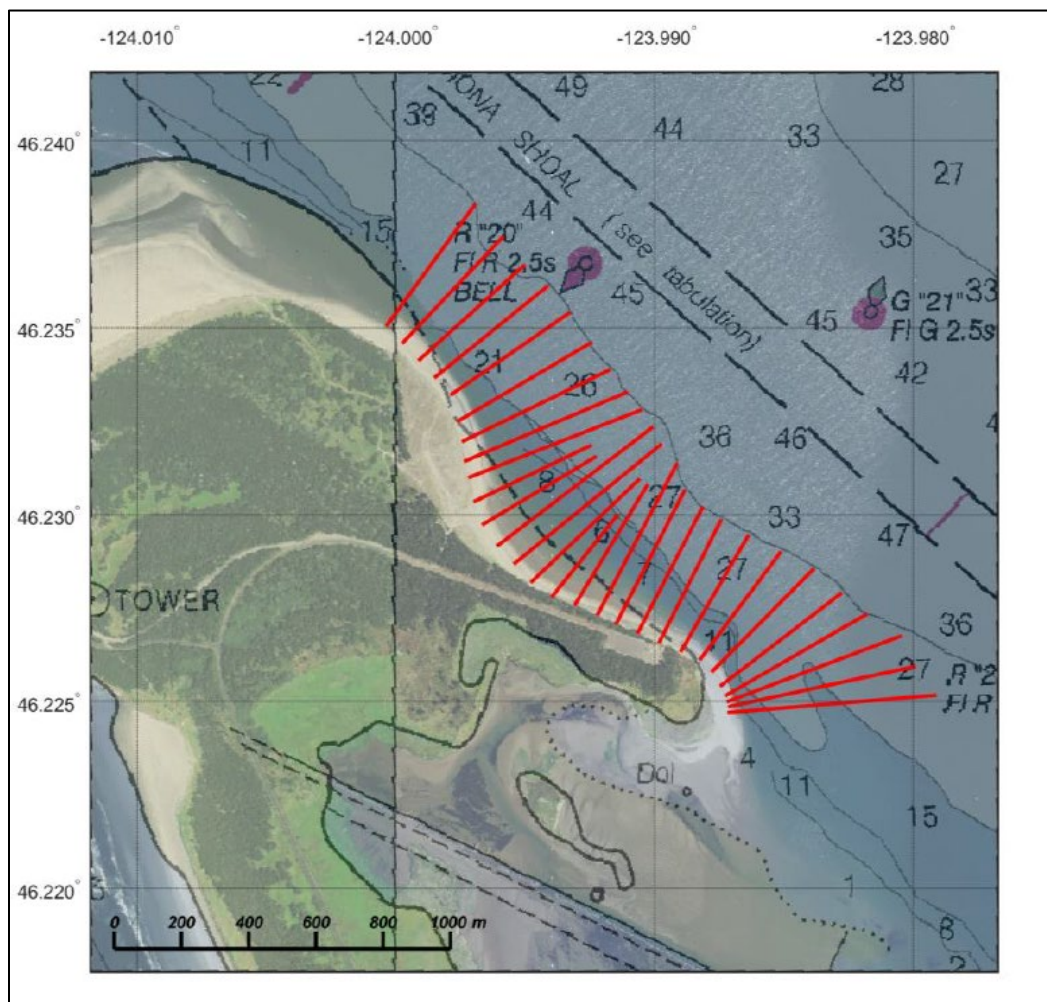 -124.010° -124.000° -123.990° -123.980°
49 28
11 38 44 33
46.240°
SHOAL
27
15 44 35
R "20"
Fl R 2.5s
BELL
(see tabulation)
45 33
G "21"
Fl G 2.5s
45
46.235°
21 42
26
36 46
8 27
46.230°
6 33 47
27
TOWER
11 36
27
46.225°
R "2
Fl R
4
Dol
11 15
46.220°
1
8
2
0 200 400 600 800 1000 m